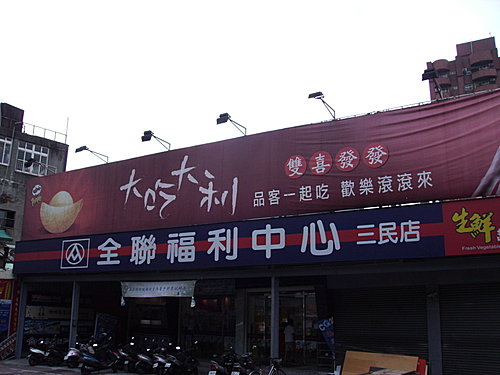 大吃大利
雙喜發發
品客一起吃 歡樂滾滾來
全聯福利中心 三民店
生鮮
Fresh Vegetable